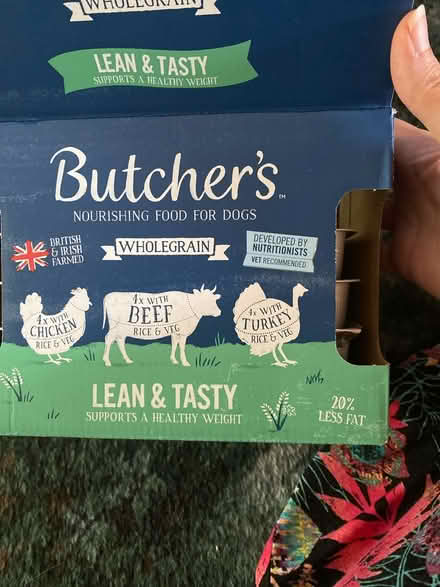 WHOLEGRAIN
LEAN & TASTY
SUPPORTS A HEALTHY WEIGHT
Butcher's™
NOURISHING FOOD FOR DOGS
BRITISH
& IRISH
FARMED
WHOLEGRAIN
DEVELOPED BY
NUTRITIONISTS
VET RECOMMENDED
4x WITH
CHICKEN
RICE & VEG
4x WITH
BEEF
RICE & VEG
4x WITH
TURKEY
RICE & VEG
LEAN & TASTY
SUPPORTS A HEALTHY WEIGHT
20%
LESS FAT